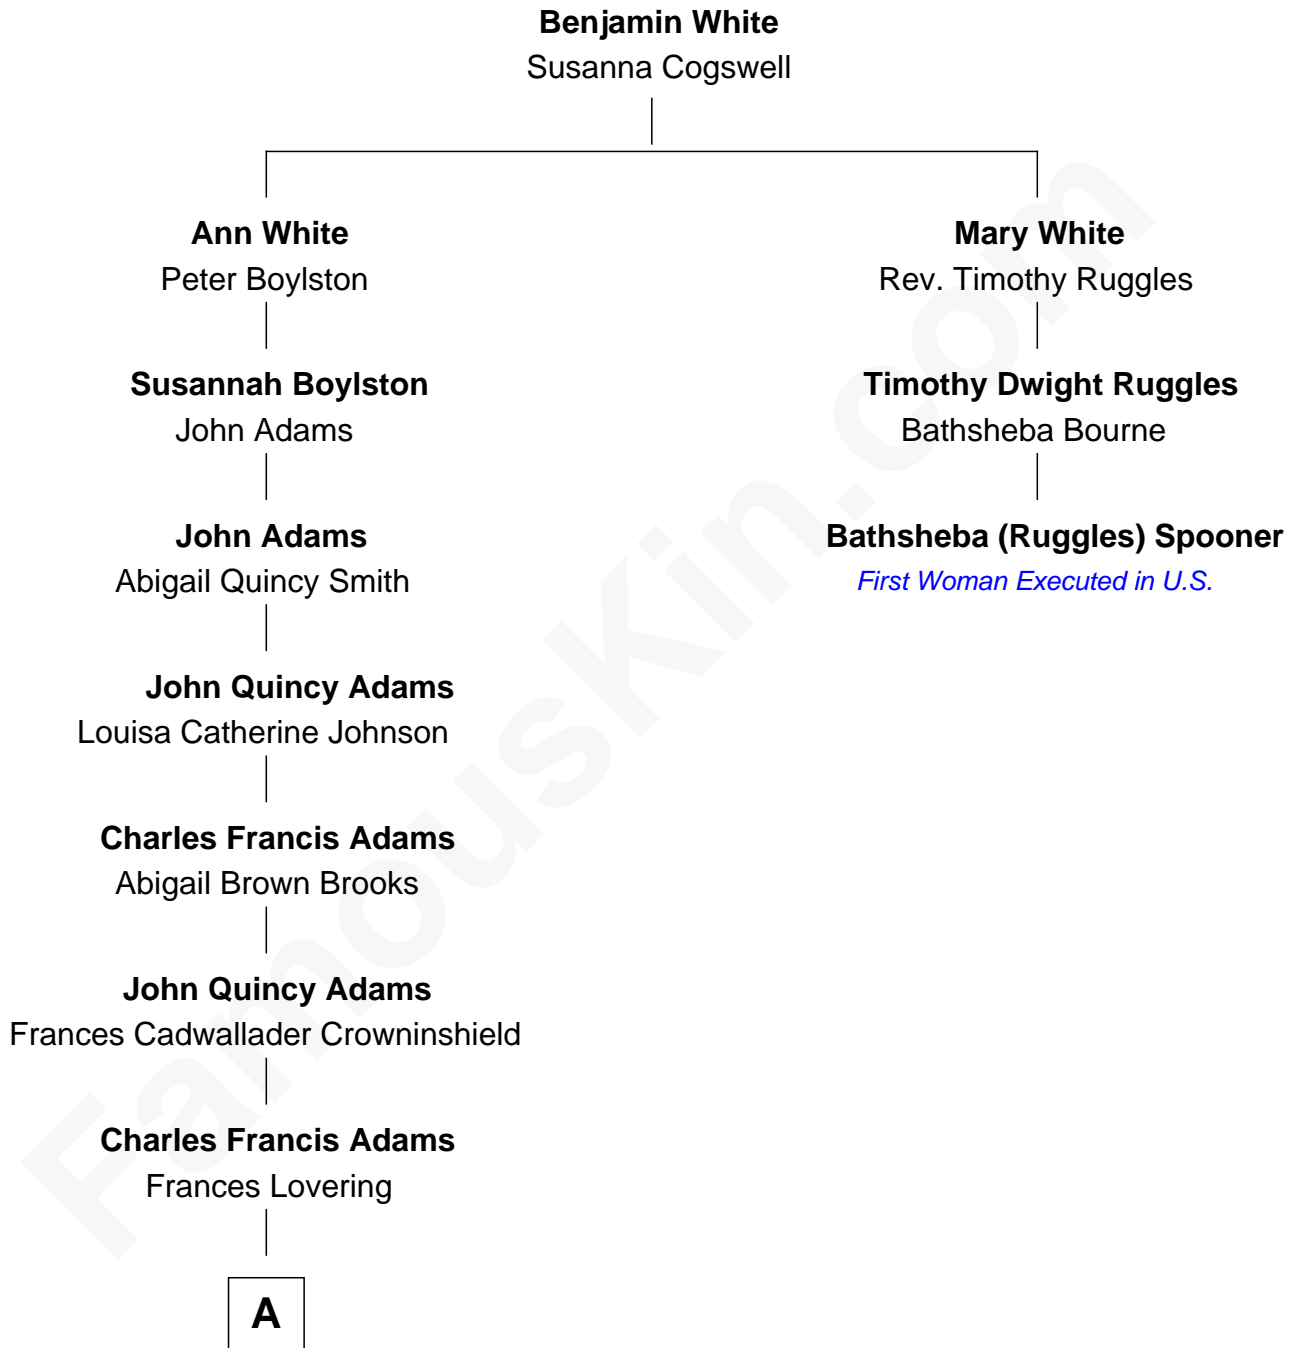 Benjamin White
Susanna Cogswell
Ann White
Peter Boylston
Mary White
Rev. Timothy Ruggles
Susannah Boylston
John Adams
Timothy Dwight Ruggles
Bathsheba Bourne
John Adams
Abigail Quincy Smith
Bathsheba (Ruggles) Spooner
First Woman Executed in U.S.
John Quincy Adams
Louisa Catherine Johnson
Charles Francis Adams
Abigail Brown Brooks
John Quincy Adams
Frances Cadwallader Crowninshield
Charles Francis Adams
Frances Lovering
A
FamousKin.com